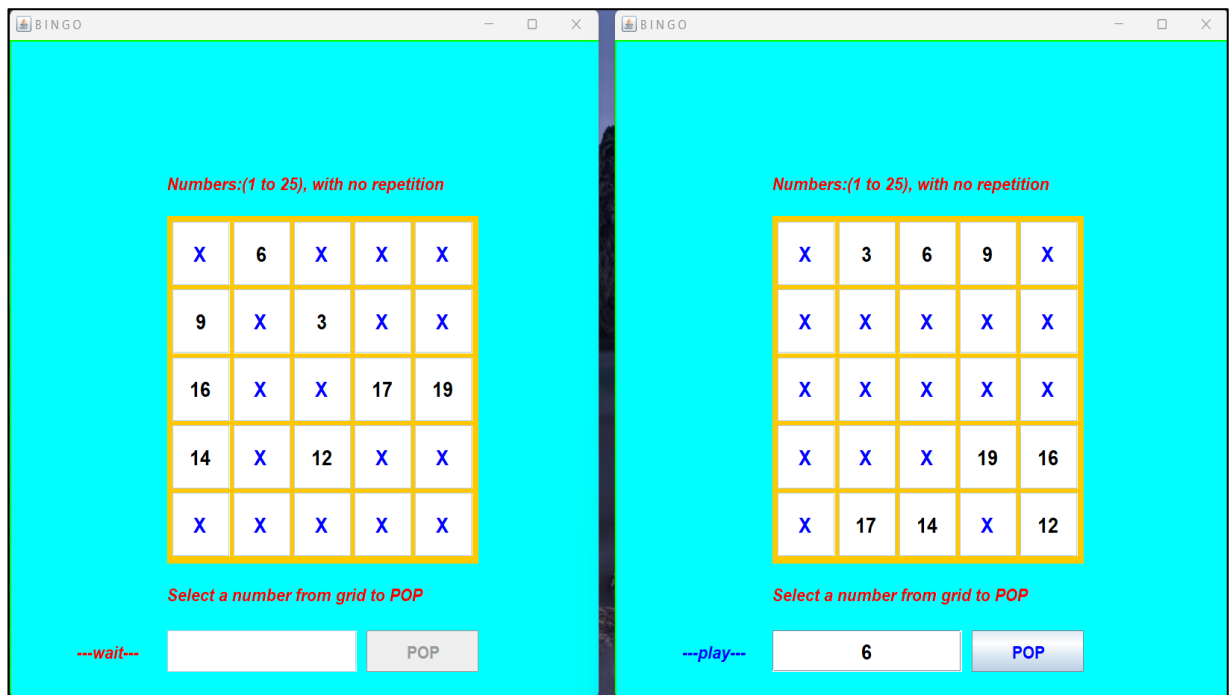 BINGO
Numbers:(1 to 25), with no repetition
X 6 X X X
9 X 3 X X
16 X X 17 19
14 X 12 X X
X X X X X
Select a number from grid to POP
---wait--- POP
BINGO
Numbers:(1 to 25), with no repetition
X 3 6 9 X
X X X X X
X X X X X
X X X 19 16
X 17 14 X 12
Select a number from grid to POP
---play--- 6 POP